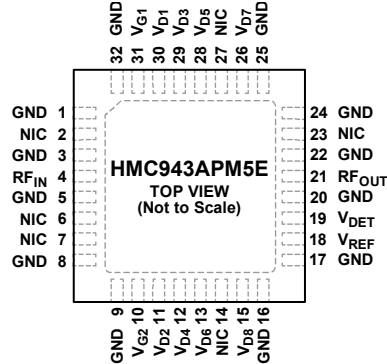 GND
VG1
VD1
VD3
VD5
NIC
VD7
GND
32
31
30
29
28
27
26
25
GND 1
NIC 2
GND 3
RFIN 4
GND 5
NIC 6
NIC 7
GND 8
HMC943APM5E
TOP VIEW
(Not to Scale)
24 GND
23 NIC
22 GND
21 RFOUT
20 GND
19 VDET
18 VREF
17 GND
GND 9
VG2 10
VD2 11
VD4 12
VD6 13
NIC 14
VD8 15
GND 16